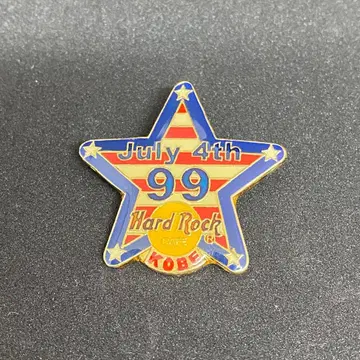 July 4th
99
Hard Rock
CAFE
KOBE